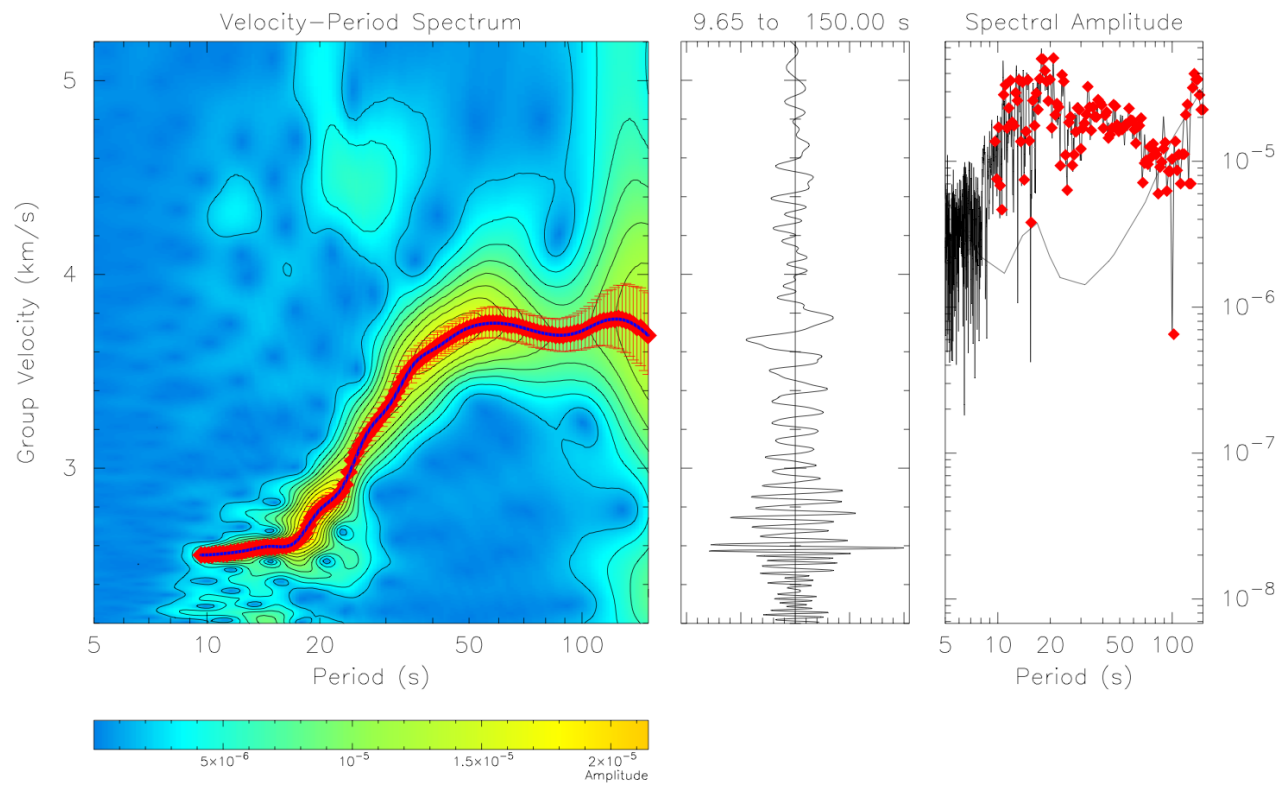 Velocity−Period Spectrum
9.65 to 150.00 s
Spectral Amplitude
Group Velocity (km/s)
5
4
3
5 10 20 50 100
Period (s)
10-5
10-6
10-7
10-8
5 10 20 50 100
Period (s)
5×10-6 10-5 1.5×10-5 2×10-5
Amplitude